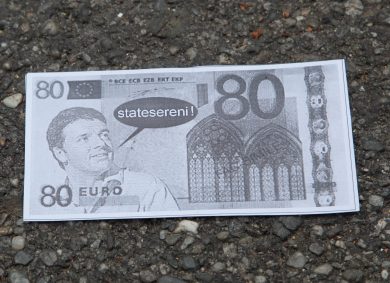 80
BCE ECB EZB EKT EKP
80
statesereni!
80 EURO